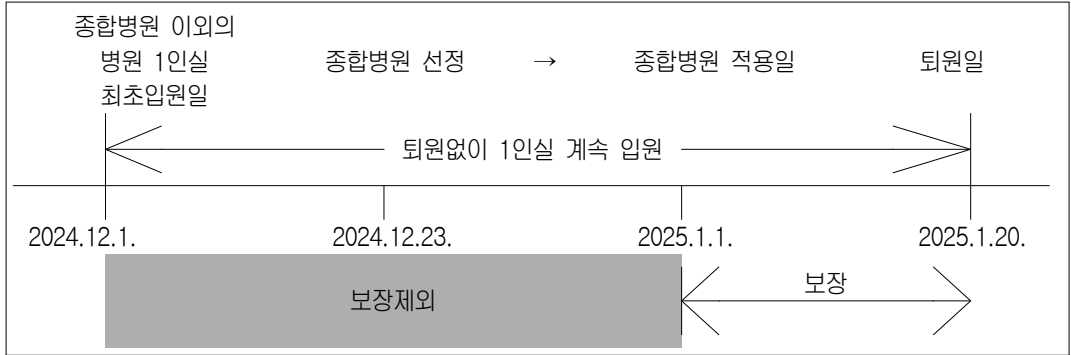 종합병원 이외의
병원 1인실
최초입원일
종합병원 선정 → 종합병원 적용일 퇴원일
퇴원없이 1인실 계속 입원
2024.12.1. 2024.12.23. 2025.1.1. 2025.1.20.
보장제외
보장